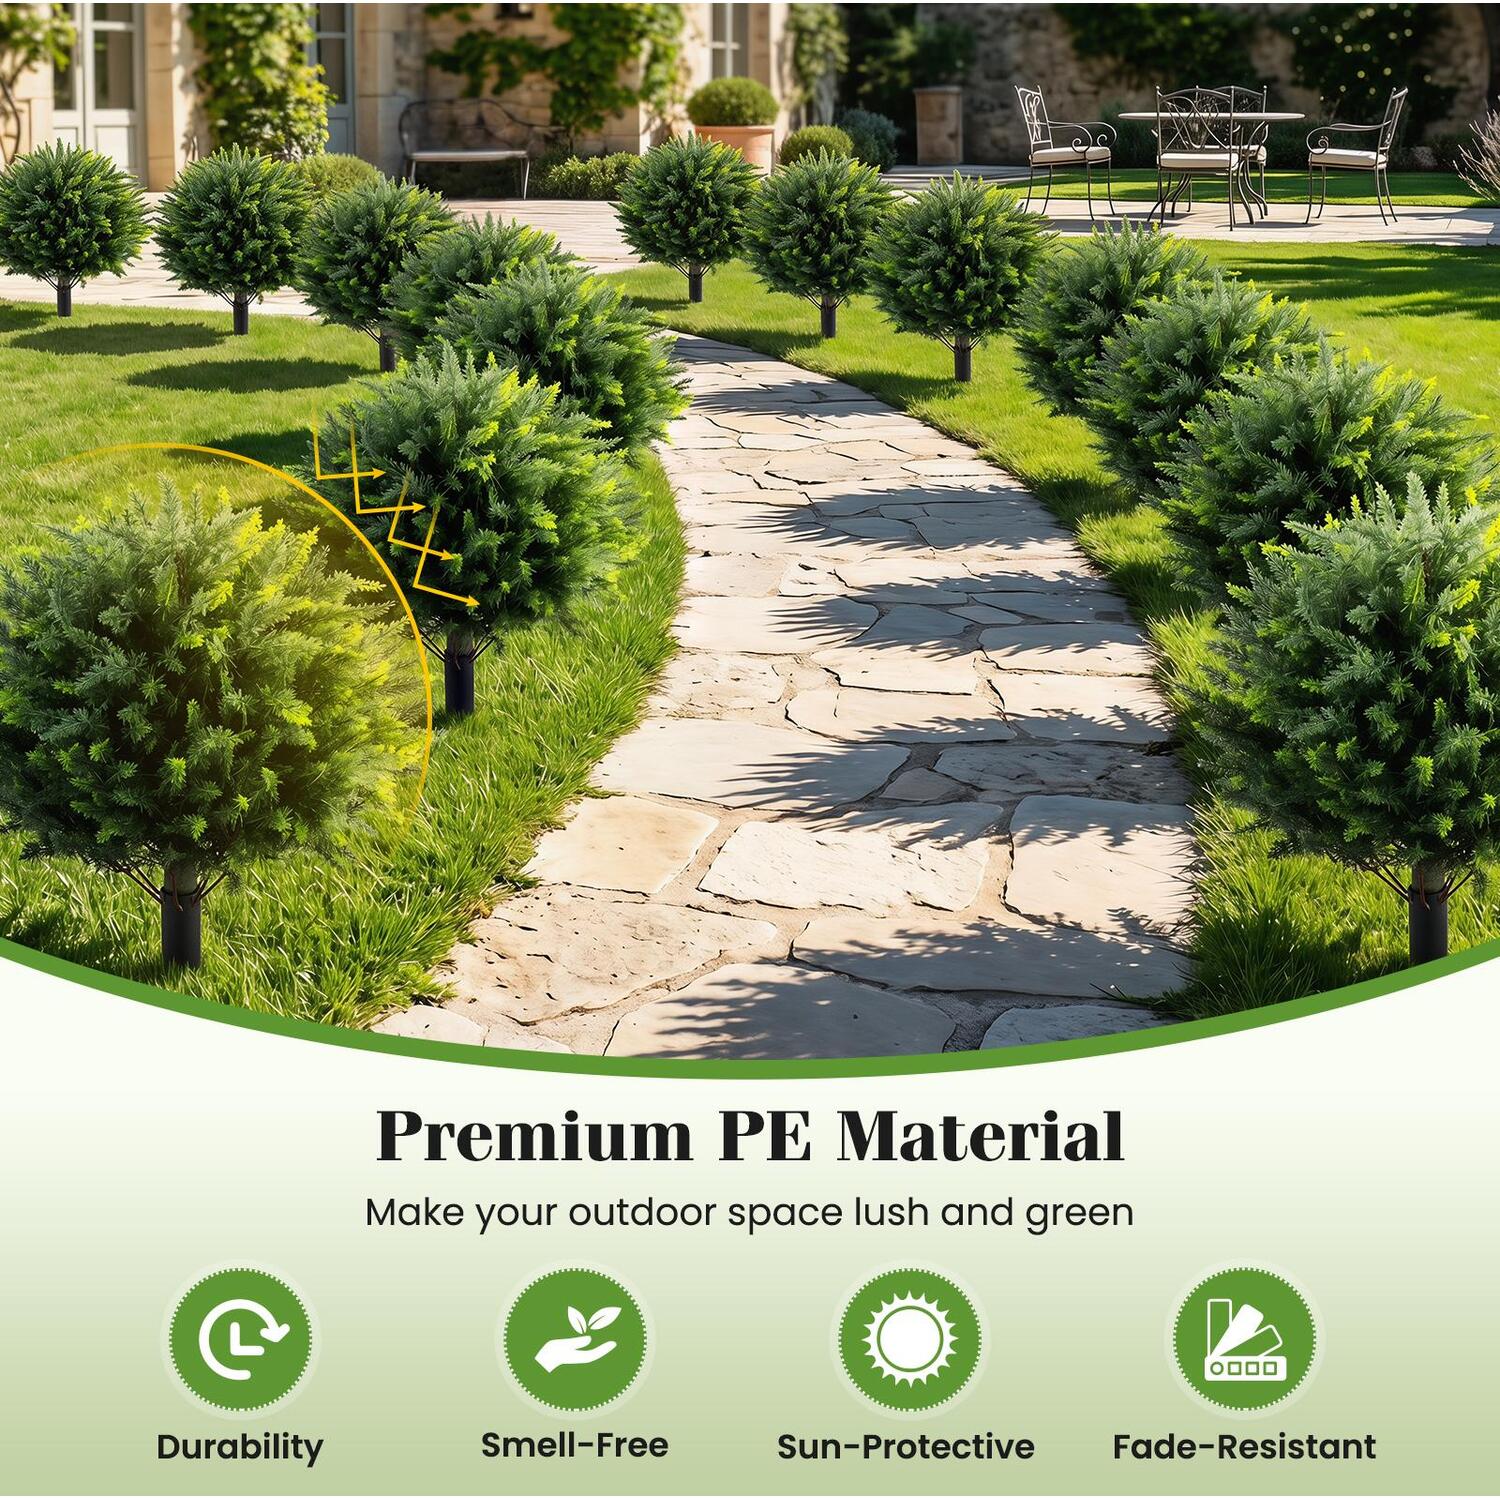 Premium PE Material
Make your outdoor space lush and green
Durability
Smell-Free
Sun-Protective
Fade-Resistant